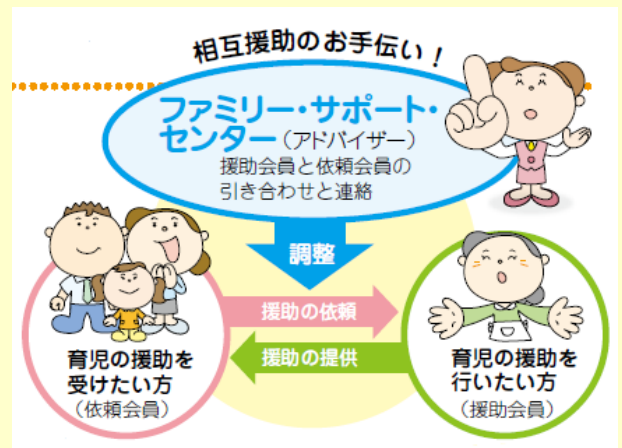 相互援助のお手伝い！
ファミリー・サポート・
センター（アドバイザー）
援助会員と依頼会員の
引き合わせと連絡
調整
援助の依頼
援助の提供
育児の援助を
受けたい方
（依頼会員）
育児の援助を
行いたい方
（援助会員）